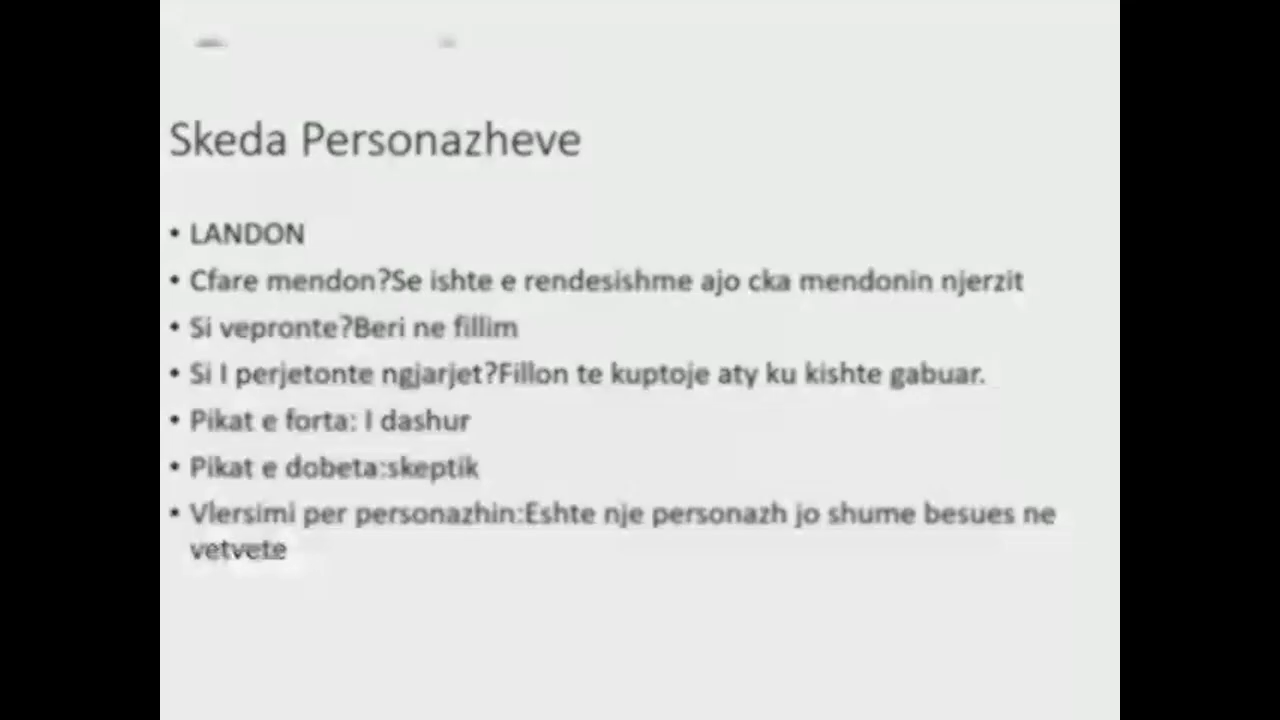 Skeda Personazheve
• LANDON
• Cfare mendon?Se ishte e rendesishme ajo cka mendonin njerzit
• Si vepronte?Beri ne fillim
• Si I perjetonte ngjarjet?Fillon te kuptoje aty ku kishte gabuar.
• Pikat e forta: I dashur
• Pikat e dobeta:skeptik
• Vlersimi per personazhin:Eshte nje personazh jo shume besues ne
vetvete